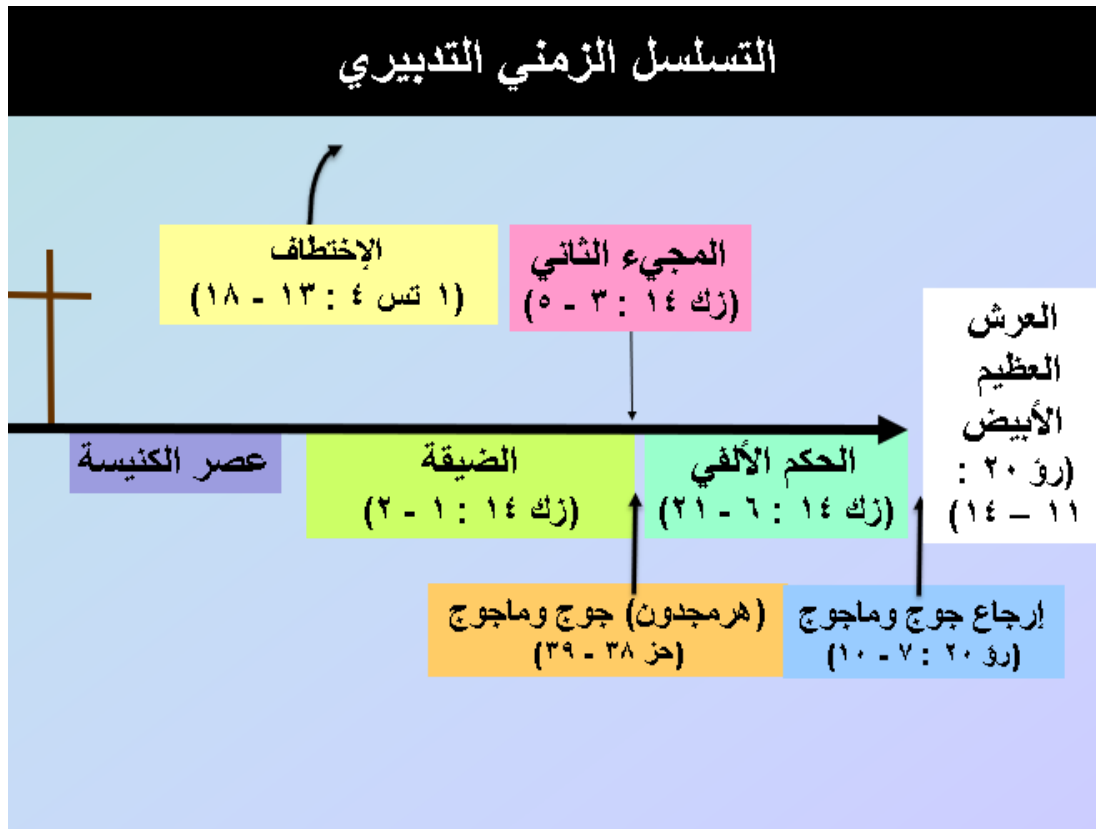 التسلسل الزمني التدبيري
الإختطاف
(١ تس ٤ : ١٣ - ١٨)
المجيء الثاني
(زك ١٤ : ٣ - ٥)
العرش
العظيم
الأبيض
(رؤ ٢٠ :
١١ – ١٤)
عصر الكنيسة
الضيقة
(زك ١٤ : ١ - ٢)
الحكم الألفي
(زك ١٤ : ٦ - ٢١)
(هرمجدون) جوج وماجوج
(حز ٣٨ - ٣٩)
إرجاع جوج وماجوج
(رؤ ٢٠ : ٧ - ١٠)